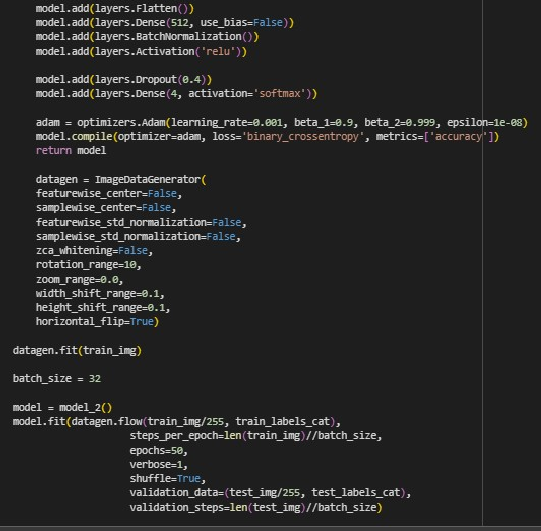 model.add(layers.Flatten())
model.add(layers.Dense(512, use_bias=False))
model.add(layers.BatchNormalization())
model.add(layers.Activation('relu'))
model.add(layers.Dropout(0.4))
model.add(layers.Dense(4, activation='softmax'))
adam = optimizers.Adam(learning_rate=0.001, beta_1=0.9, beta_2=0.999, epsilon=1e-08)
model.compile(optimizer=adam, loss='binary_crossentropy', metrics=['accuracy'])
return model
datagen = ImageDataGenerator(
featurewise_center=False,
samplewise_center=False,
featurewise_std_normalization=False,
samplewise_std_normalization=False,
zca_whitening=False,
rotation_range=10,
zoom_range=0.0,
width_shift_range=0.1,
height_shift_range=0.1,
horizontal_flip=True)
datagen.fit(train_img)
batch_size = 32
model = model_2()
model.fit(datagen.flow(train_img/255, train_labels_cat),
steps_per_epoch=len(train_img)//batch_size,
epochs=50,
verbose=1,
shuffle=True,
validation_data=(test_img/255, test_labels_cat),
validation_steps=len(test_img)//batch_size)